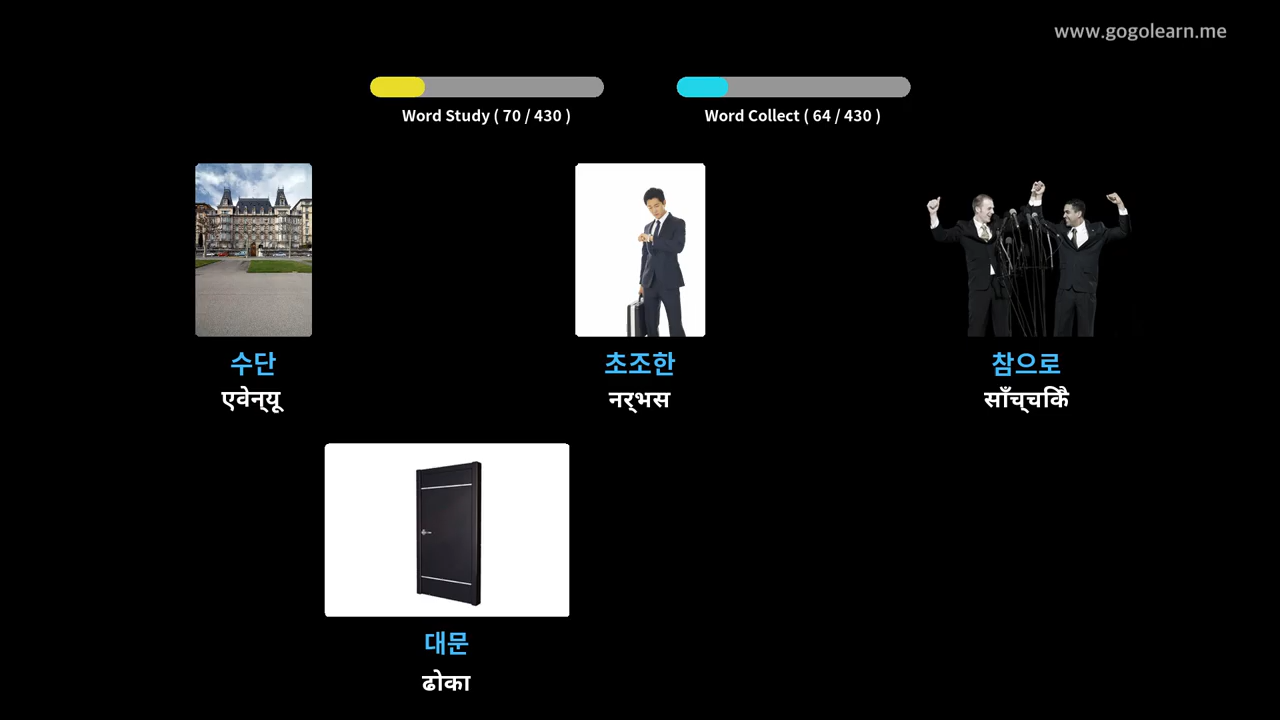 www.gogolearn.me
Word Study ( 70 / 430 )
Word Collect ( 64 / 430 )
수단
एवेन्यू
초조한
नर्भस
참으로
साँच्चिकै
대문
ढोका